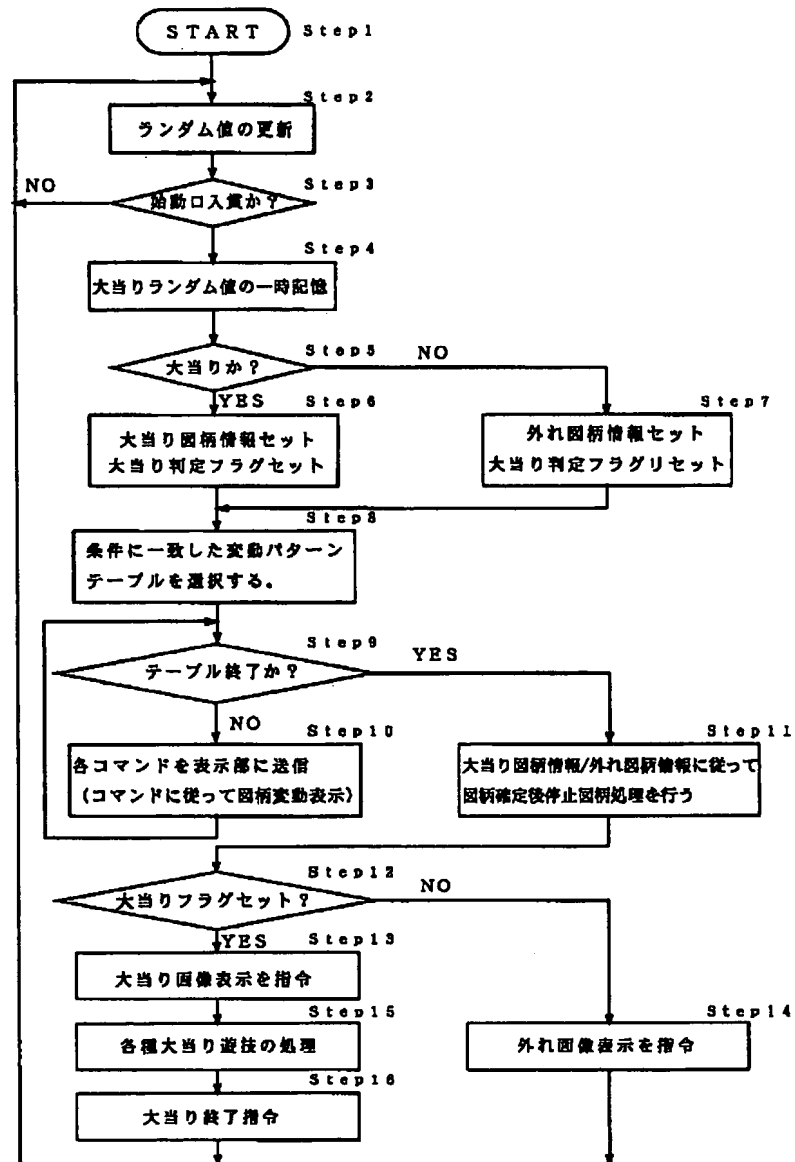 START Step1
Step2
ランダム値の更新
NO Step3
始動口入賞か?
Step4
大当りランダム値の一時記憶
Step5 NO
大当りか?
YES Step6 Step7
大当り図柄情報セット
大当り判定フラグセット
外れ図柄情報セット
大当り判定フラグリセット
Step8
条件に一致した変動パターン
テーブルを選択する。
Step9 YES
テーブル終了か?
NO Step10 Step11
各コマンドを表示部に送信
(コマンドに従って図柄変動表示)
大当り図柄情報/外れ図柄情報に従って
図柄確定後停止図柄処理を行う
Step12 NO
大当りフラグセット?
YES Step13
大当り画像表示を指令
Step15 Step14
各種大当り遊技の処理
外れ画像表示を指令
Step16
大当り終了指令